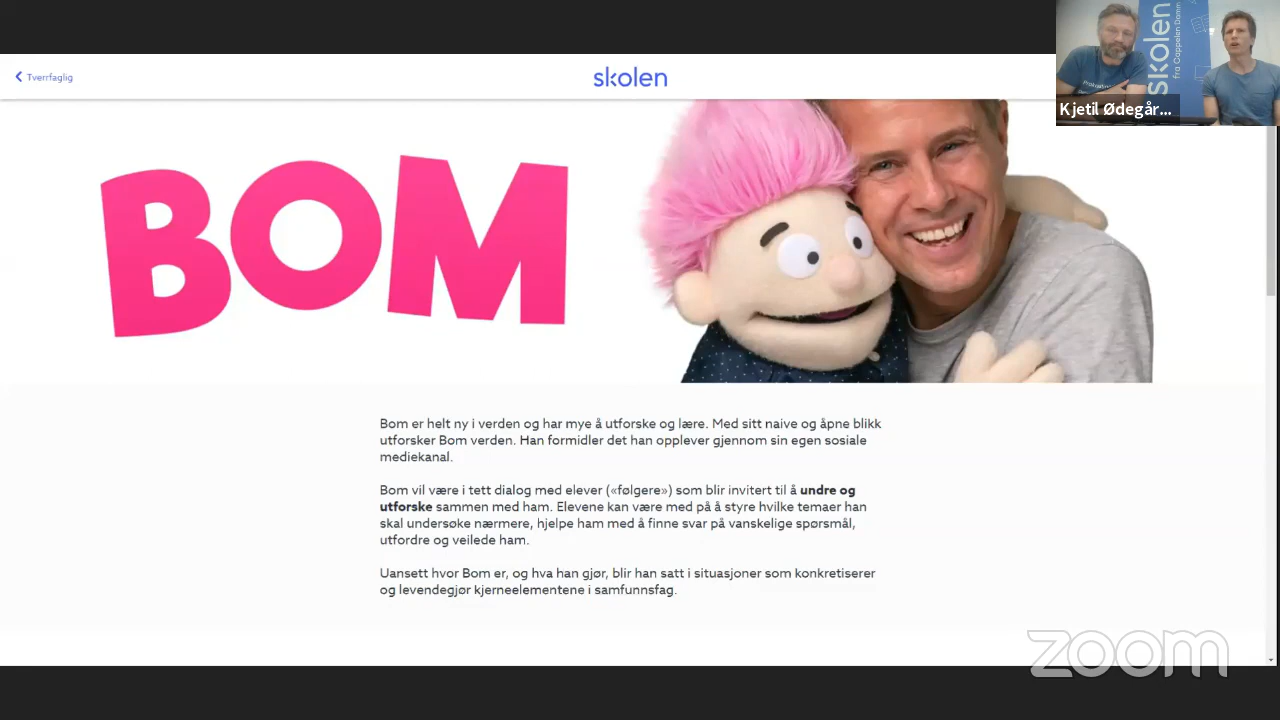 Tverrfaglig
skolen
skolen
fra Cappelen Damm
Kjetil Ødegår...
BOM
Bom er helt ny i verden og har mye å utforske og lære. Med sitt naive og åpne blikk
utforsker Bom verden. Han formidler det han opplever gjennom sin egen sosiale
mediekanal.
Bom vil være i tett dialog med elever («følgere») som blir invitert til å undre og
utforske sammen med ham. Elevene kan være med på å styre hvilke temaer han
skal undersøke nærmere, hjelpe ham med å finne svar på vanskelige spørsmål,
utfordre og veilede ham.
Uansett hvor Bom er, og hva han gjør, blir han satt i situasjoner som konkretiserer
og levendegjør kjerneelementene i samfunnsfag.
zoom